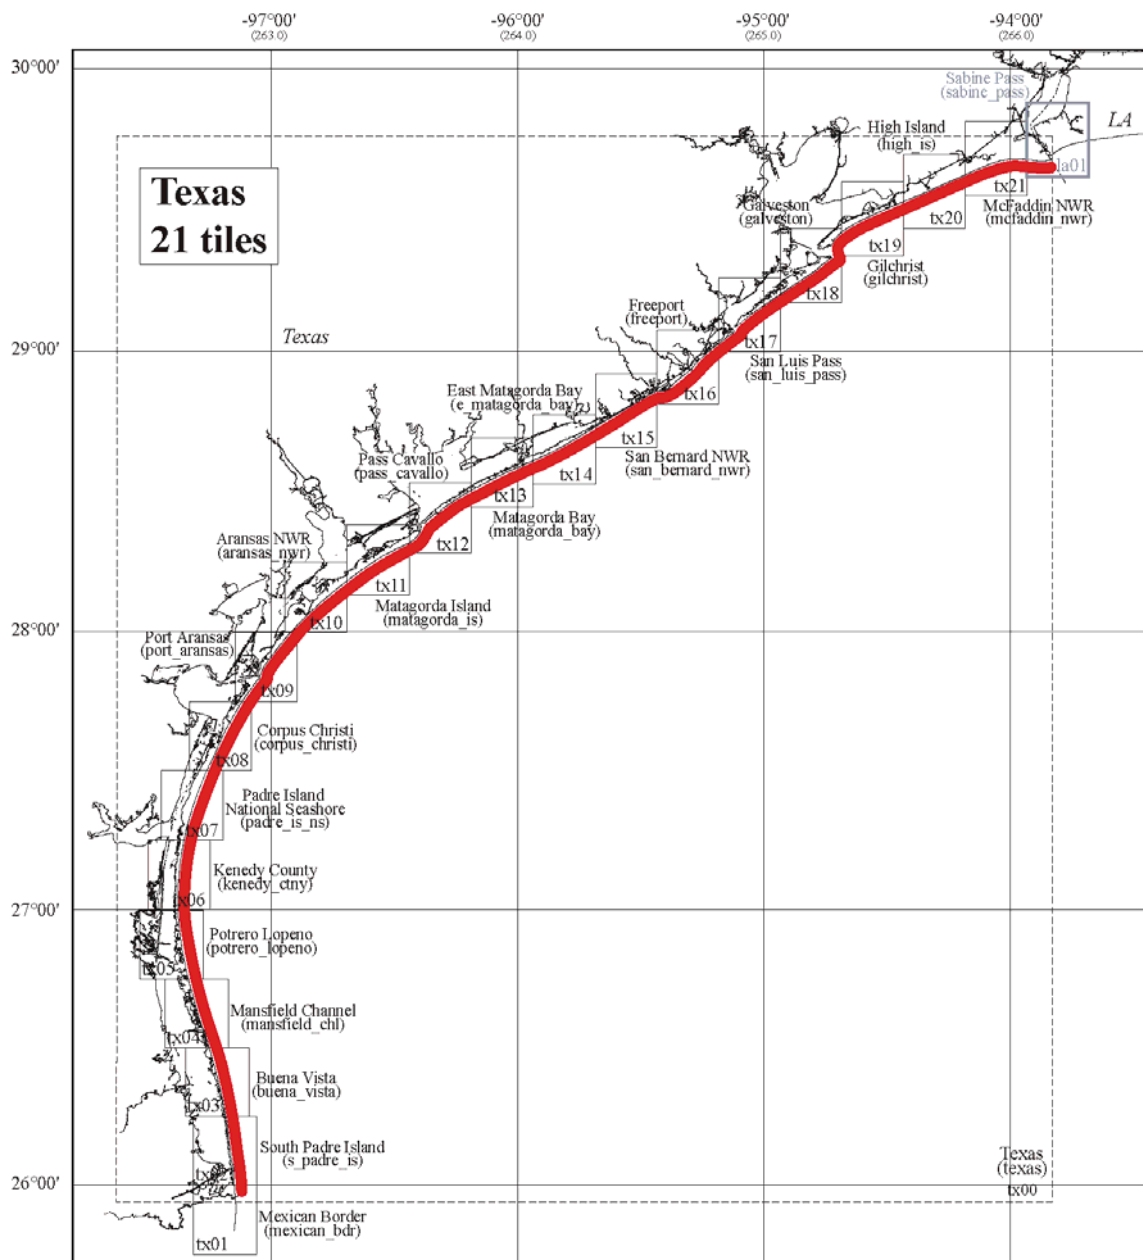 -97°00' -96°00' -95°00' -94°00'
(263.0) (264.0) (265.0) (266.0)
30°00'
Sabine Pass
(sabine_pass)
LA
High Island
(high_is)
la01
Texas
21 tiles
tx21
McFaddin NWR
(mcfaddin_nwr)
Galveston
(galveston)
tx20
tx19
Gilchrist
(gilchrist)
tx18
Freeport
(freeport)
Texas
29°00'
tx17
San Luis Pass
(san_luis_pass)
East Matagorda Bay
(e_matagorda_bay)
tx16
tx15
San Bernard NWR
(san_bernard_nwr)
Pass Cavallo
(pass_cavallo)
tx14
tx13
Matagorda Bay
(matagorda_bay)
Aransas NWR
(aransas_nwr)
tx12
tx11
Matagorda Island
(matagorda_is)
tx10
28°00'
Port Aransas
(port_aransas)
tx09
Corpus Christi
(corpus_christi)
tx08
Padre Island
National Seashore
(padre_is_ns)
tx07
Kenedy County
(kenedy_ctny)
tx06
27°00'
Potrero Lopeno
(potrero_lopeno)
tx05
Mansfield Channel
(mansfield_chl)
tx04
Buena Vista
(buena_vista)
tx03
South Padre Island
(s_padre_is)
Texas
(texas)
tx00
26°00'
Mexican Border
(mexican_bdr)
tx01